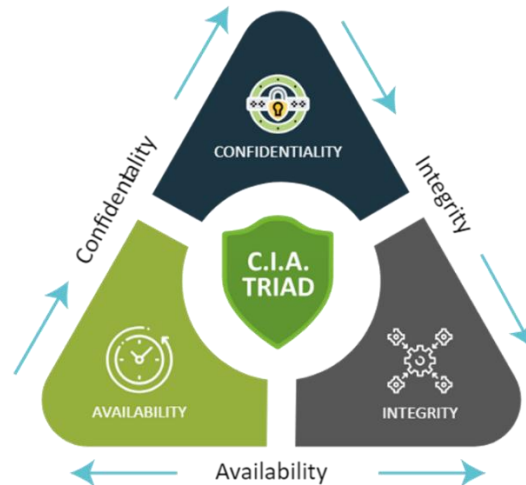 CONFIDENTIALITY
Confidentality
Integrity
C.I.A.
TRIAD
AVAILABILITY
INTEGRITY
Availability